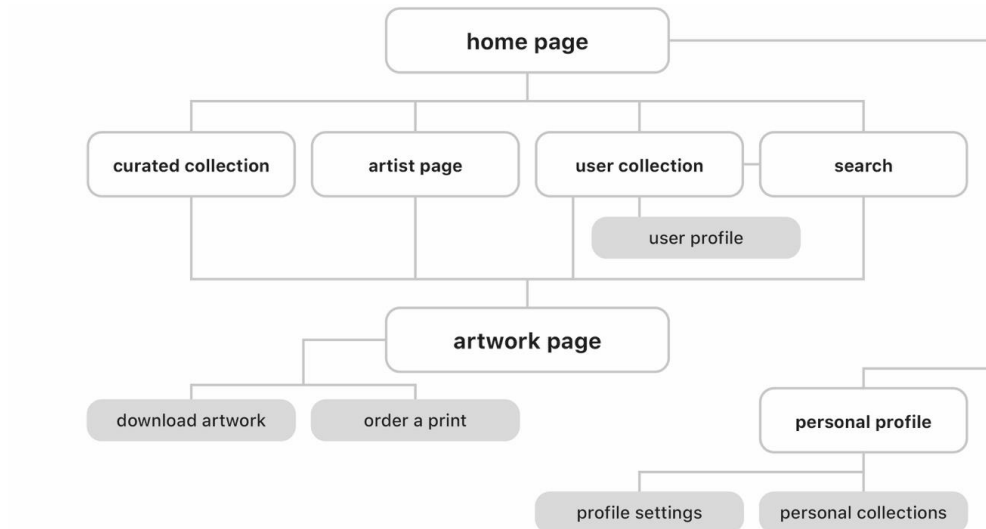 home page
curated collection
artist page
user collection
search
user profile
artwork page
download artwork
order a print
personal profile
profile settings
personal collections